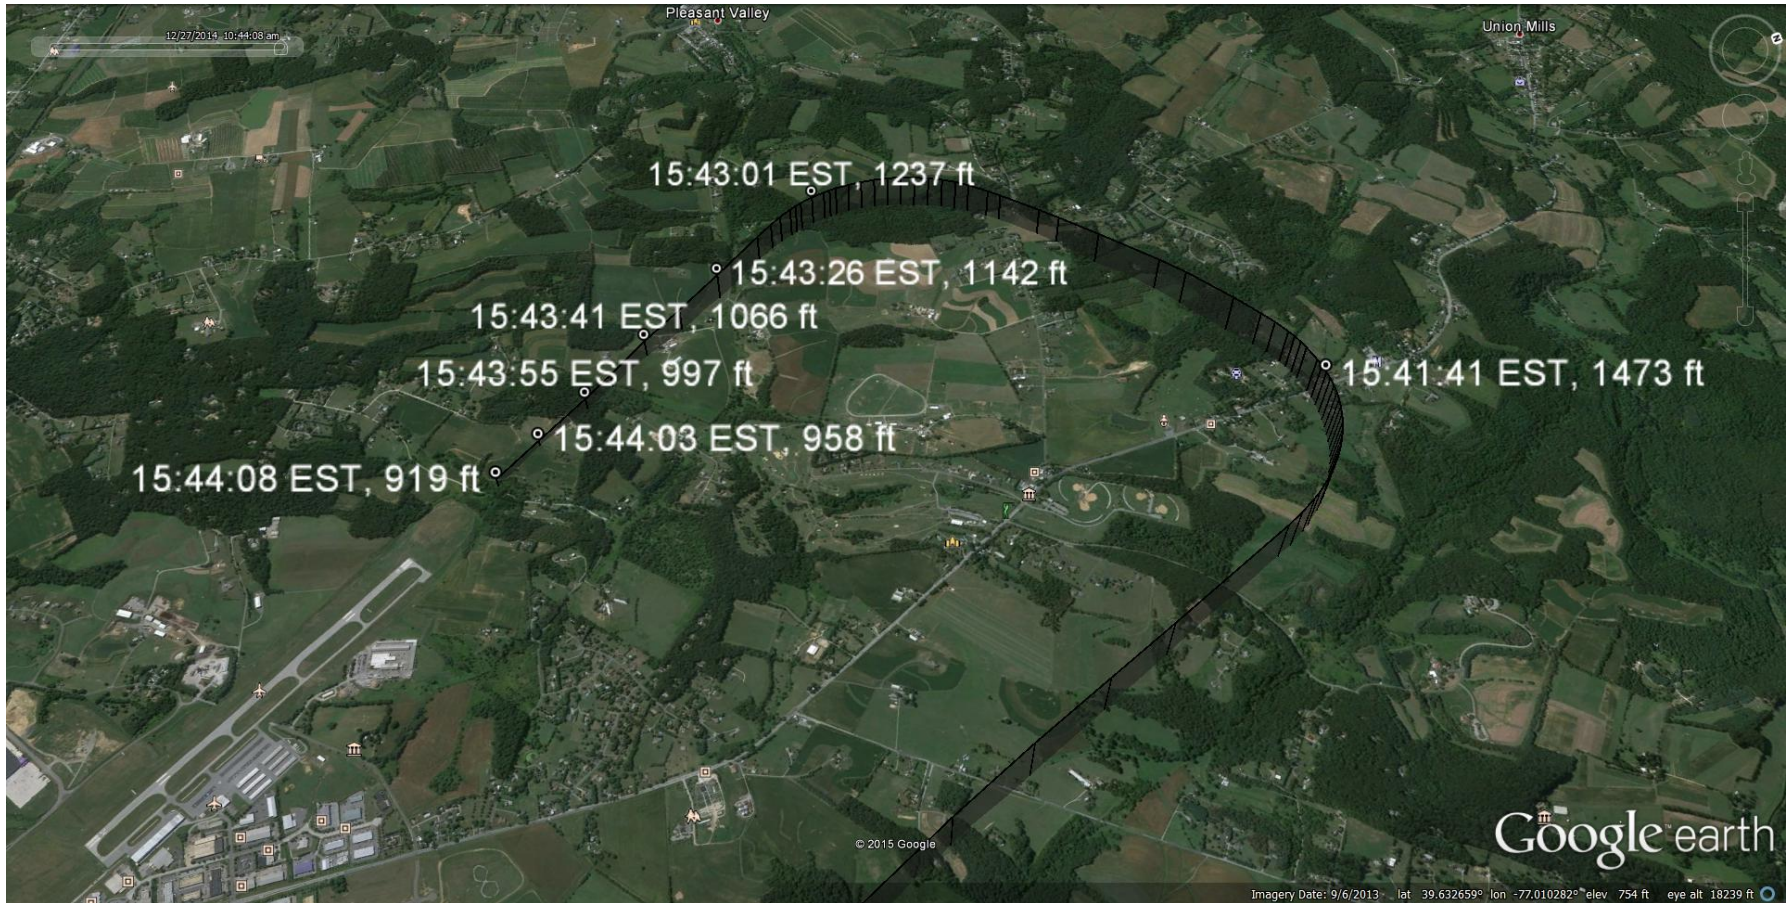 Pleasant Valley
Union Mills
12/27/2014 10:44:08 am
N
15:43:01 EST, 1237 ft
15:43:26 EST, 1142 ft
15:43:41 EST, 1066 ft
15:43:55 EST, 997 ft
15:41:41 EST, 1473 ft
15:44:03 EST, 958 ft
15:44:08 EST, 919 ft
Google earth
© 2015 Google
Imagery Date: 9/6/2013 lat 39.632659° lon -77.010282° elev 754 ft eye alt 18239 ft